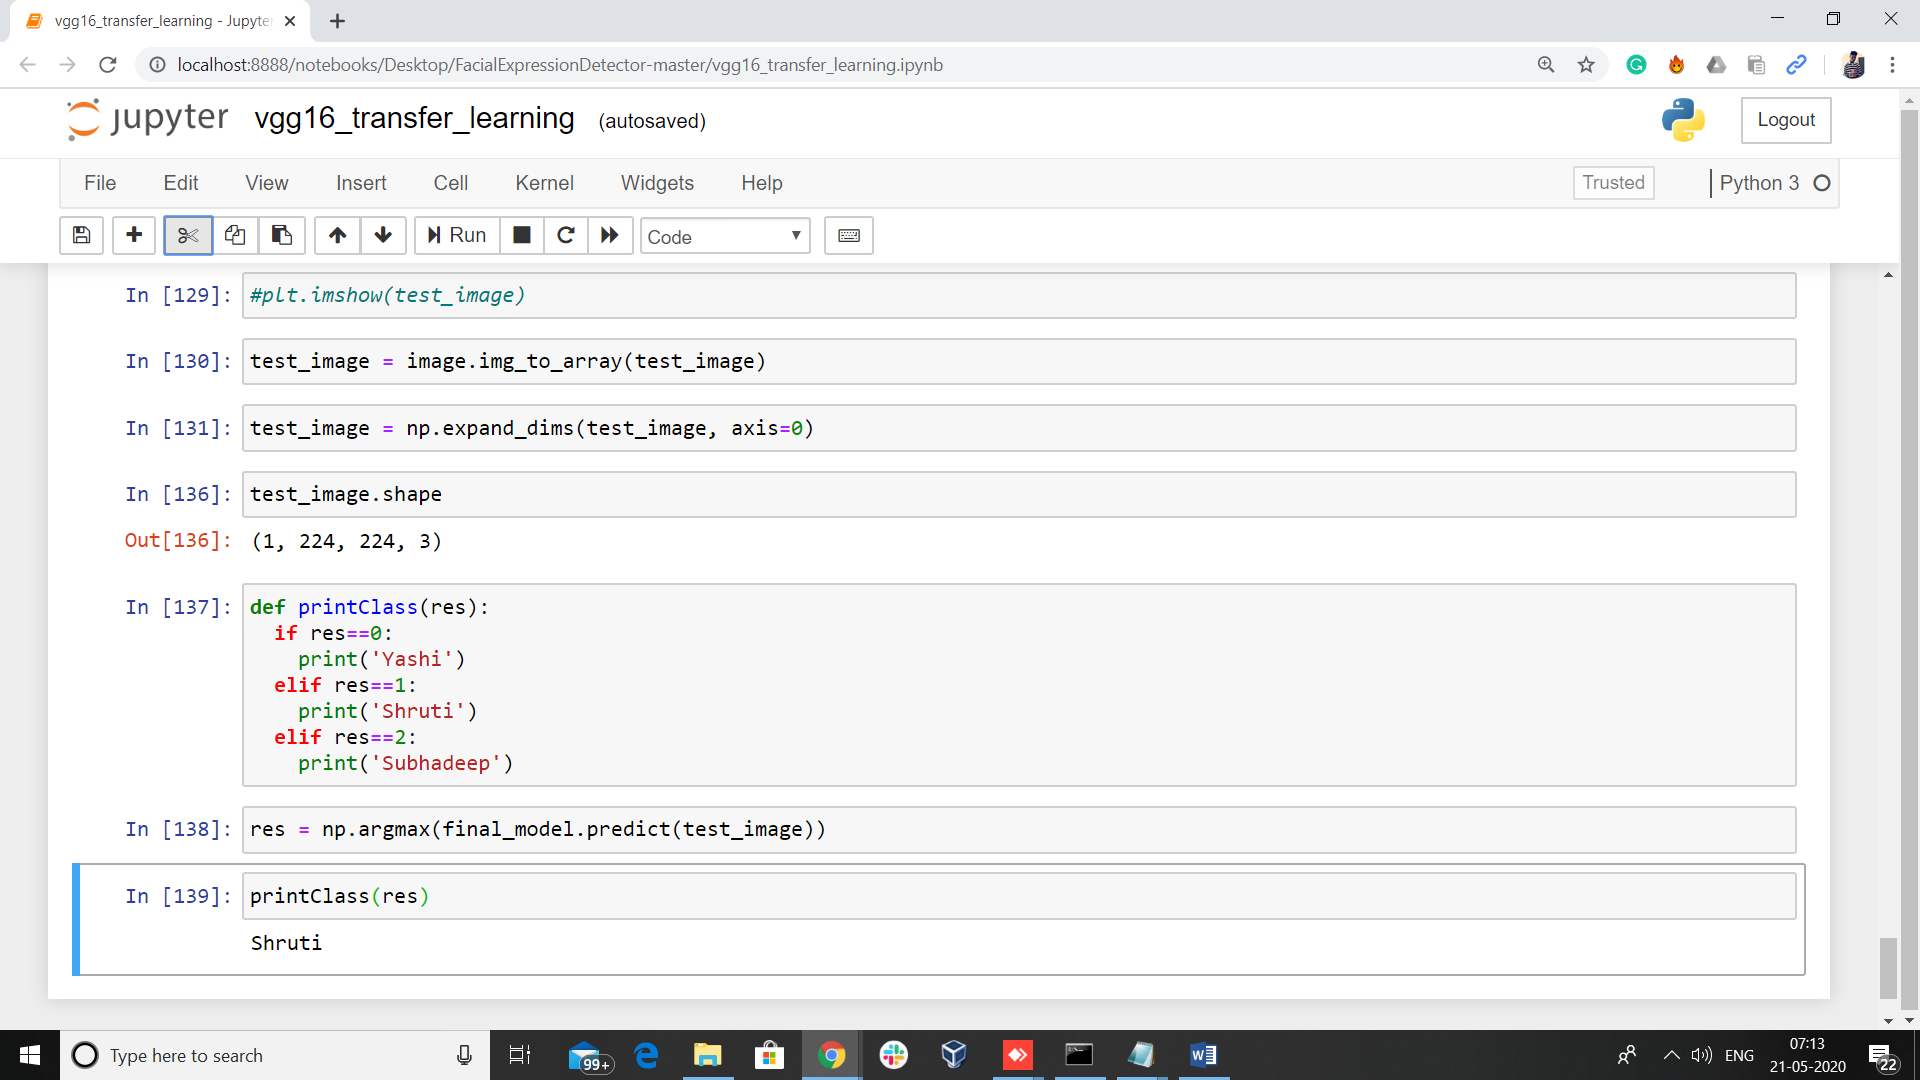 vgg16_transfer_learning - Jupyter
localhost:8888/notebooks/Desktop/FacialExpressionDetector-master/vgg16_transfer_learning.ipynb
jupyter vgg16_transfer_learning (autosaved)
Logout
File Edit View Insert Cell Kernel Widgets Help
Trusted
Python 3
Run
Code
In [129]: #plt.imshow(test_image)
In [130]: test_image = image.img_to_array(test_image)
In [131]: test_image = np.expand_dims(test_image, axis=0)
In [136]: test_image.shape
Out[136]: (1, 224, 224, 3)
In [137]: def printClass(res):
if res==0:
print('Yashi')
elif res==1:
print('Shruti')
elif res==2:
print('Subhadeep')
In [138]: res = np.argmax(final_model.predict(test_image))
In [139]: printClass(res)
Shruti
Type here to search
99+
ENG
07:13
21-05-2020
22